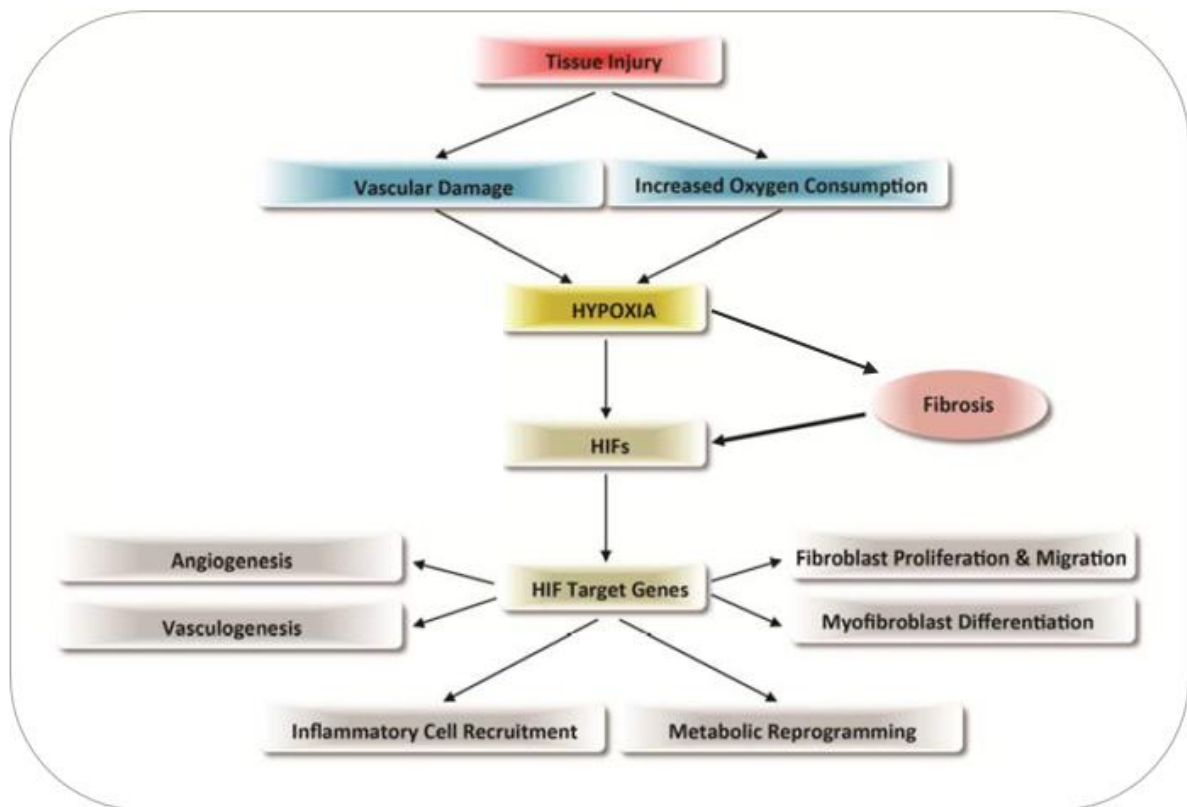 Tissue Injury
Vascular Damage
Increased Oxygen Consumption
HYPOXIA
Fibrosis
HIFs
Angiogenesis
Fibroblast Proliferation & Migration
HIF Target Genes
Vasculogenesis
Myofibroblast Differentiation
Inflammatory Cell Recruitment
Metabolic Reprogramming